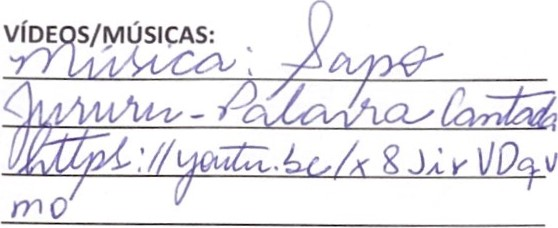 VÍDEOS/MÚSICAS:
Música: Sapo
Jururu - Palavra Cantada
https://youtu.be/x8JirVDqv
mo